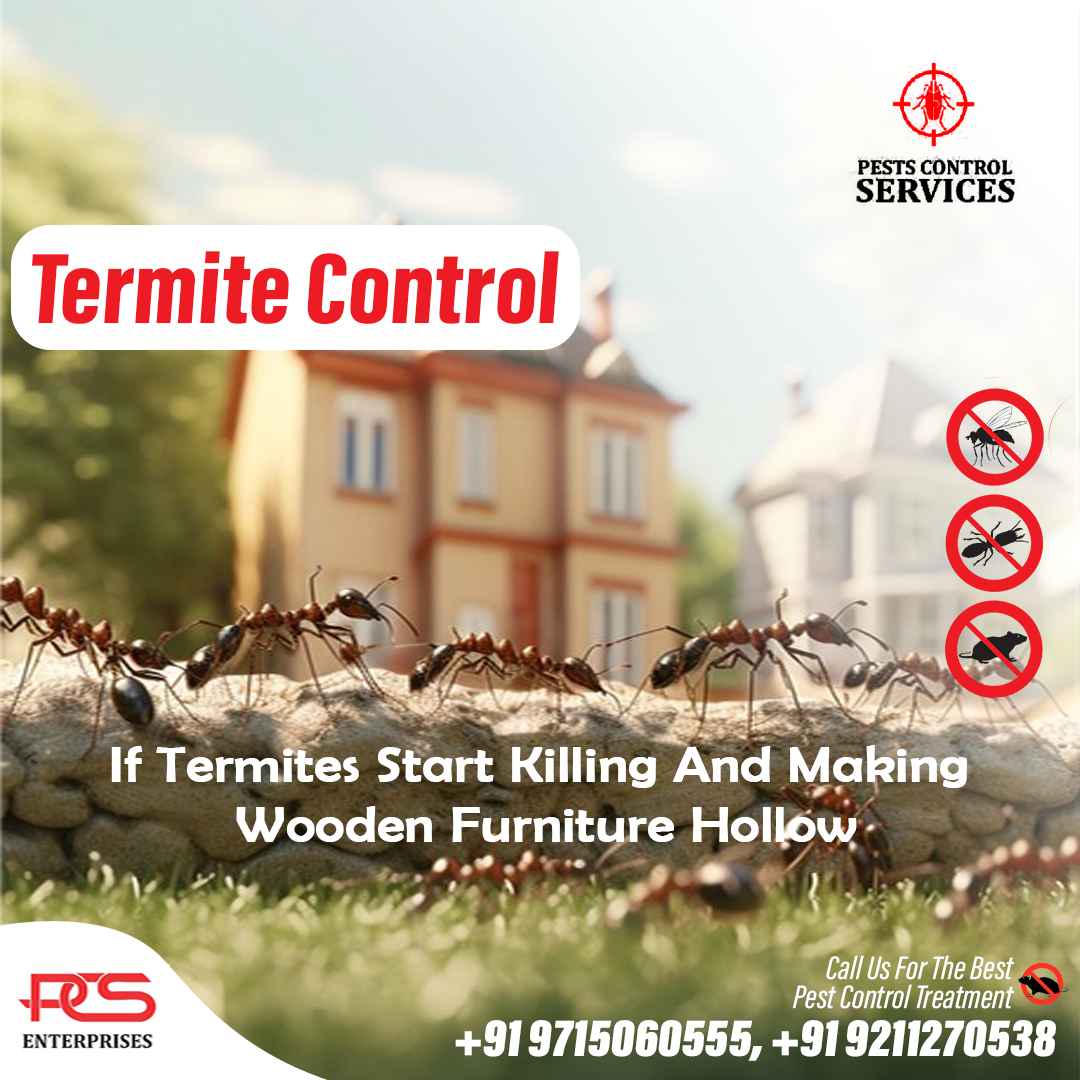 PESTS CONTROL
SERVICES
Termite Control
If Termites Start Killing And Making
Wooden Furniture Hollow
PCS
ENTERPRISES
Call Us For The Best
Pest Control Treatment
+91 9715060555, +91 9211270538